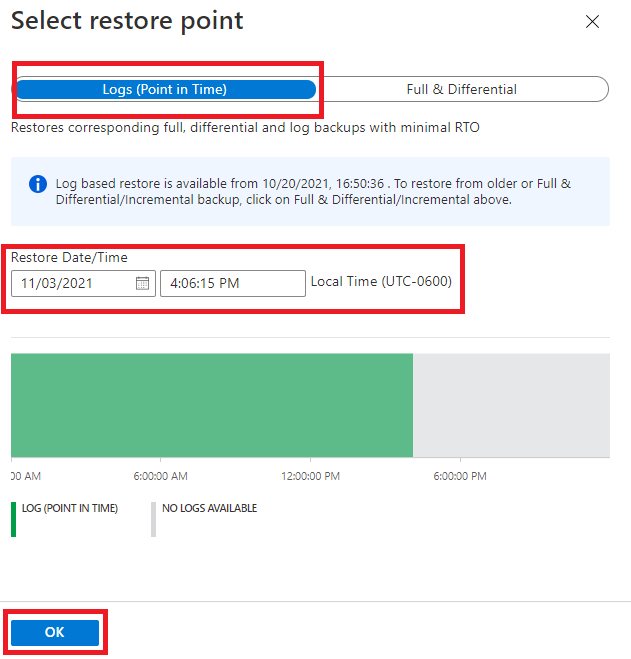 Select restore point
Logs (Point in Time)
Full & Differential
Restores corresponding full, differential and log backups with minimal RTO
Log based restore is available from 10/20/2021, 16:50:36 . To restore from older or Full &
Differential/Incremental backup, click on Full & Differential/Incremental above.
Restore Date/Time
11/03/2021
4:06:15 PM
Local Time (UTC-0600)
00 AM
6:00:00 AM
12:00:00 PM
6:00:00 PM
LOG (POINT IN TIME)
NO LOGS AVAILABLE
OK